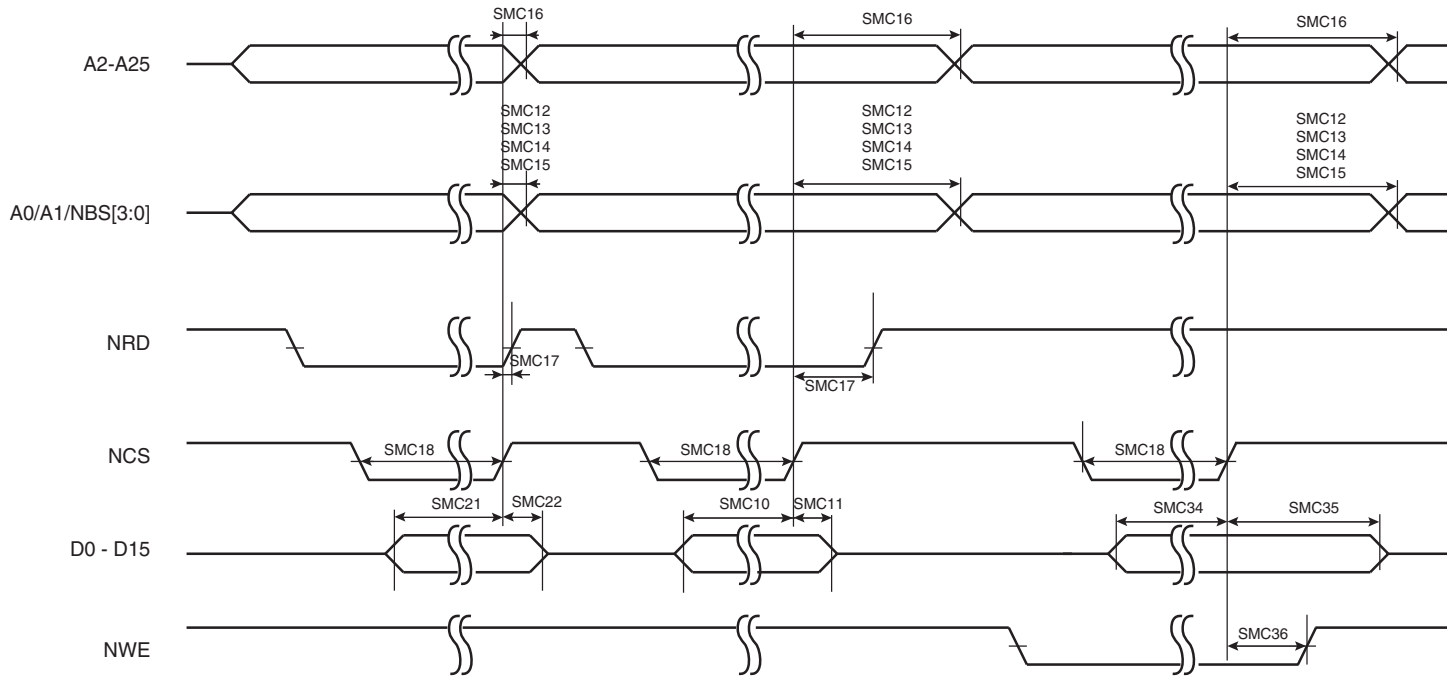 SMC16
SMC16
SMC16
A2-A25
SMC12
SMC13
SMC14
SMC15
SMC12
SMC13
SMC14
SMC15
SMC12
SMC13
SMC14
SMC15
A0/A1/NBS[3:0]
NRD
SMC17
SMC17
NCS
SMC18
SMC18
SMC18
SMC21
SMC22
SMC10
SMC11
SMC34
SMC35
D0 - D15
NWE
SMC36